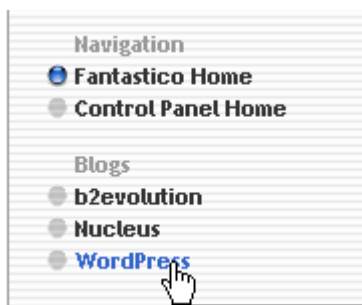 Navigation
Fantastico Home
Control Panel Home
Blogs
b2evolution
Nucleus
WordPress